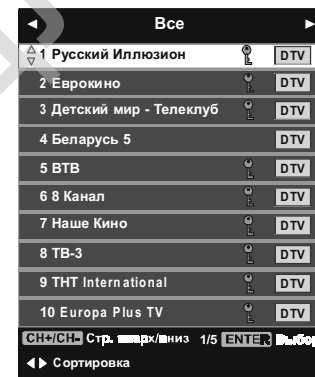 Все
1 Русский Иллюзион DTV
2 Еврокино DTV
3 Детский мир - Телеклуб DTV
4 Беларусь 5 DTV
5 ВТВ DTV
6 8 Канал DTV
7 Наше Кино DTV
8 ТВ-3 DTV
9 ТНТ International DTV
10 Europa Plus TV DTV
CH+/CH- Стр. вверх/вниз 1/5 ENTER Выбор
Сортировка